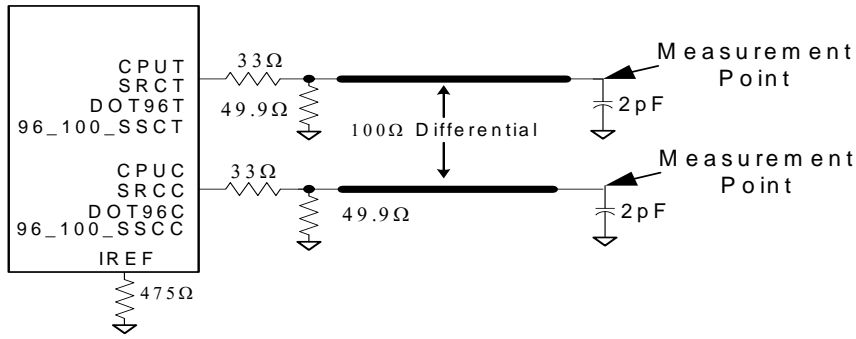 CPUT
SRCT
DOT96T
96_100_SSCT
33Ω
49.9Ω
Measurement
Point
2pF
100Ω Differential
CPUC
SRCC
DOT96C
96_100_SSCC
33Ω
49.9Ω
Measurement
Point
2pF
IREF
475Ω